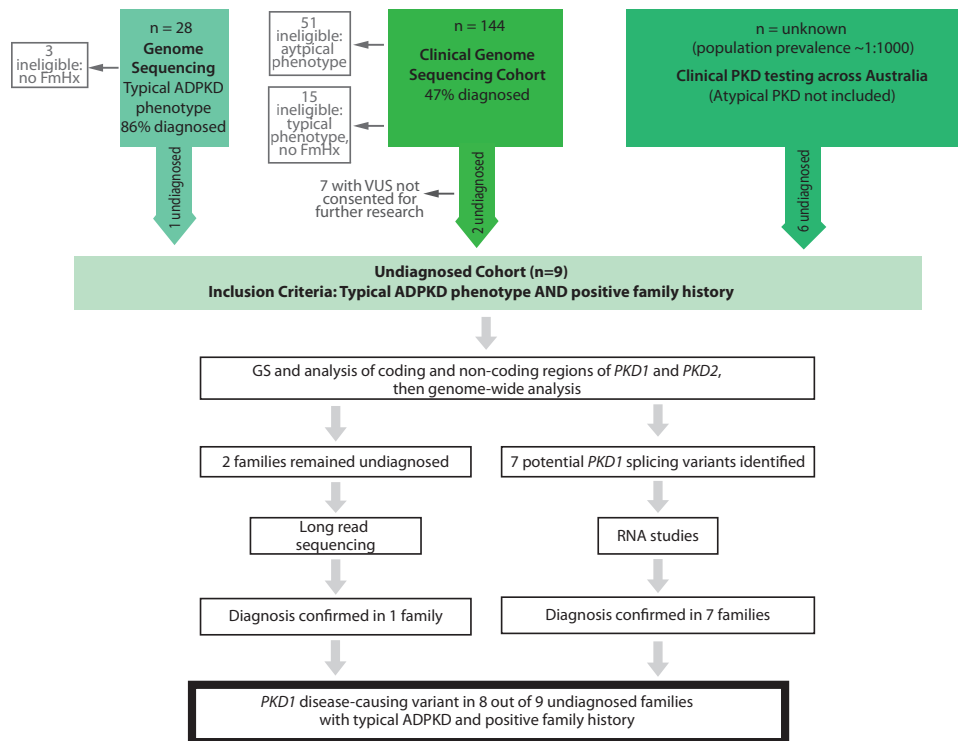 3
ineligible:
no FmHx
n = 28
Genome
Sequencing
Typical ADPKD
phenotype
86% diagnosed
1 undiagnosed
51
ineligible:
aytpical
phenotype
15
ineligible:
typical
phenotype,
no FmHx
n = 144
Clinical Genome
Sequencing Cohort
47% diagnosed
7 with VUS not
consented for
further research
2 undiagnosed
n = unknown
(population prevalence ~1:1000)
Clinical PKD testing across Australia
(Atypical PKD not included)
6 undiagnosed
Undiagnosed Cohort (n=9)
Inclusion Criteria: Typical ADPKD phenotype AND positive family history
GS and analysis of coding and non-coding regions of PKD1 and PKD2,
then genome-wide analysis
2 families remained undiagnosed
7 potential PKD1 splicing variants identified
Long read
sequencing
RNA studies
Diagnosis confirmed in 1 family
Diagnosis confirmed in 7 families
PKD1 disease-causing variant in 8 out of 9 undiagnosed families
with typical ADPKD and positive family history